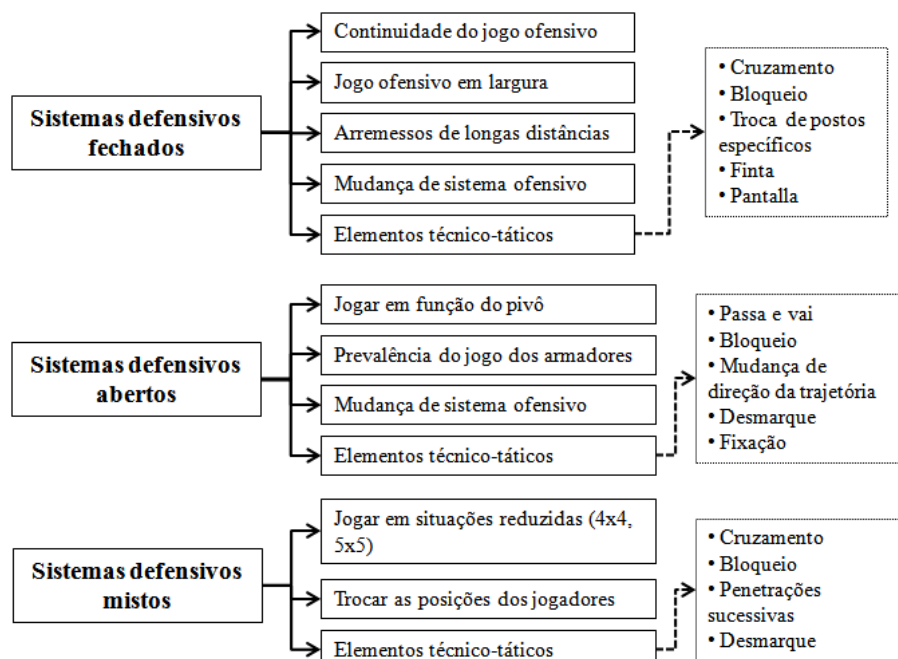 Sistemas defensivos
fechados
Continuidade do jogo ofensivo
Jogo ofensivo em largura
Arremessos de longas distâncias
Mudança de sistema ofensivo
Elementos técnico-táticos
• Cruzamento
• Bloqueio
• Troca de postos
específicos
• Finta
• Pantalla
Sistemas defensivos
abertos
Jogar em função do pivô
Prevalência do jogo dos armadores
Mudança de sistema ofensivo
Elementos técnico-táticos
• Passa e vai
• Bloqueio
• Mudança de
direção da trajetória
• Desmarque
• Fixação
Sistemas defensivos
mistos
Jogar em situações reduzidas (4x4,
5x5)
Trocar as posições dos jogadores
Elementos técnico-táticos
• Cruzamento
• Bloqueio
• Penetrações
sucessivas
• Desmarque